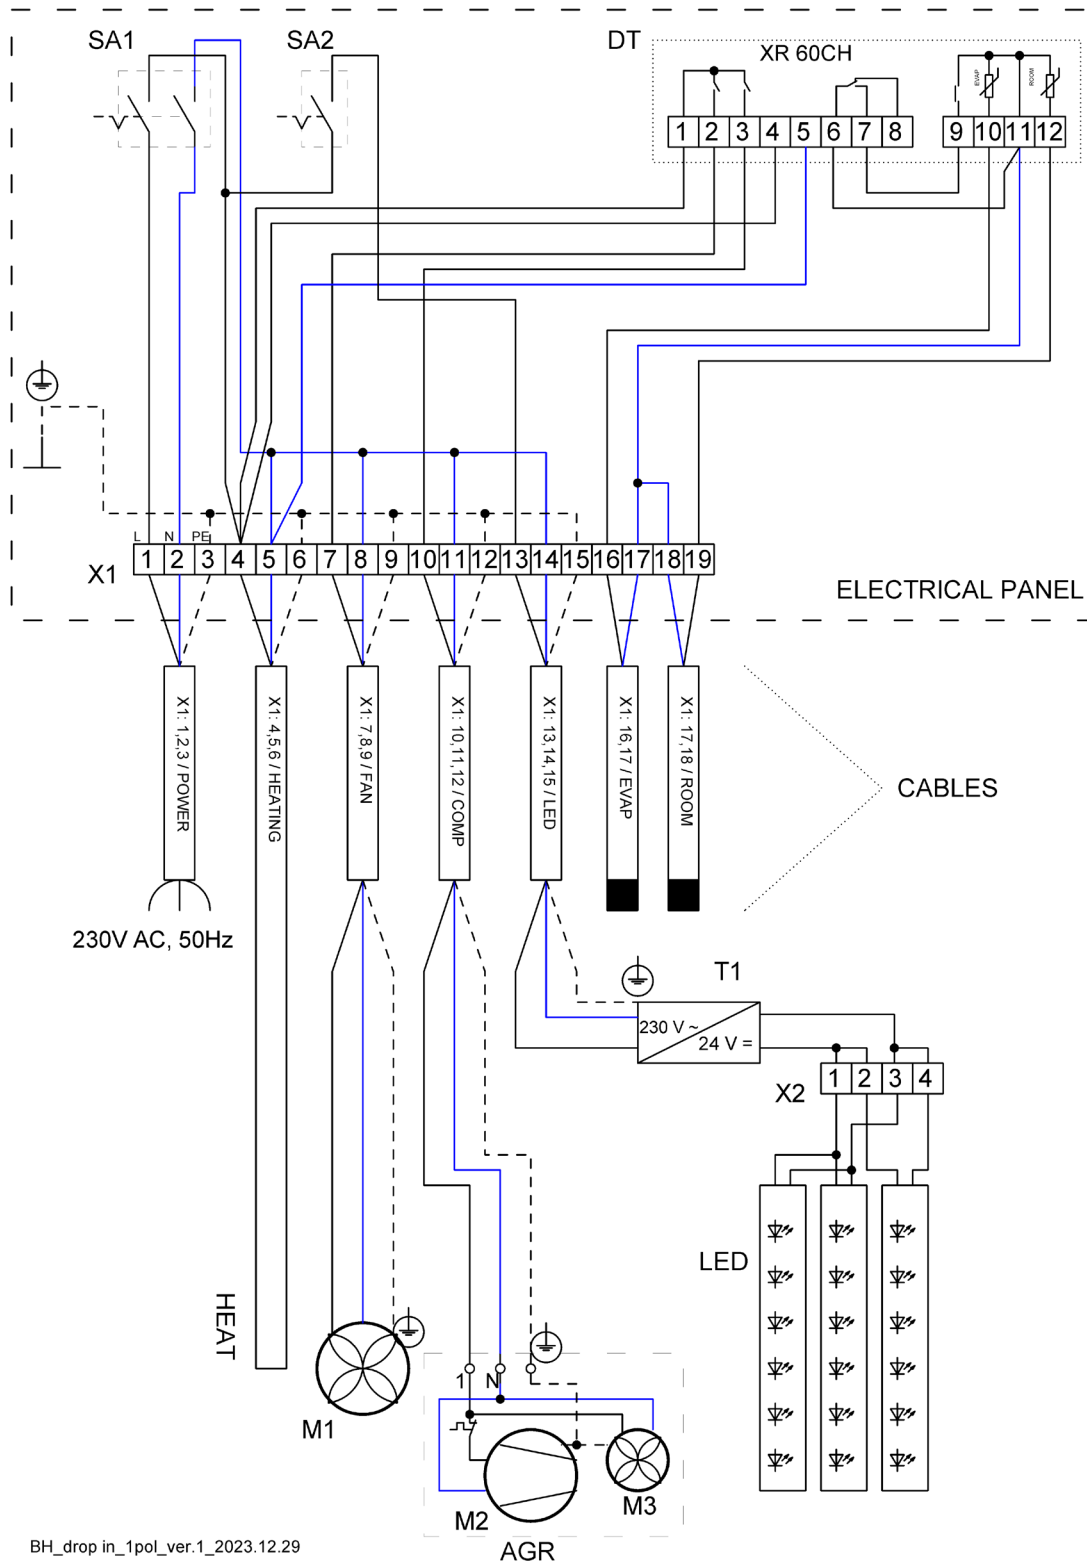 SA1
SA2
DT
XR 60CH
EVAP
ROOM
1 2 3 4 5 6 7 8
9 10 11 12
L N PE
1 2 3 4 5 6 7 8 9 10 11 12 13 14 15 16 17 18 19
X1
ELECTRICAL PANEL
X1: 1,2,3 / POWER
X1: 4,5,6 / HEATING
X1: 7,8,9 / FAN
X1: 10,11,12 / COMP
X1: 13,14,15 / LED
X1: 16,17 / EVAP
X1: 17,18 / ROOM
CABLES
230V AC, 50Hz
T1
230 V ~
24 V =
1 2 3 4
X2
LED
HEAT
1 N
M1
M2
M3
AGR
BH_drop in_1pol_ver.1_2023.12.29